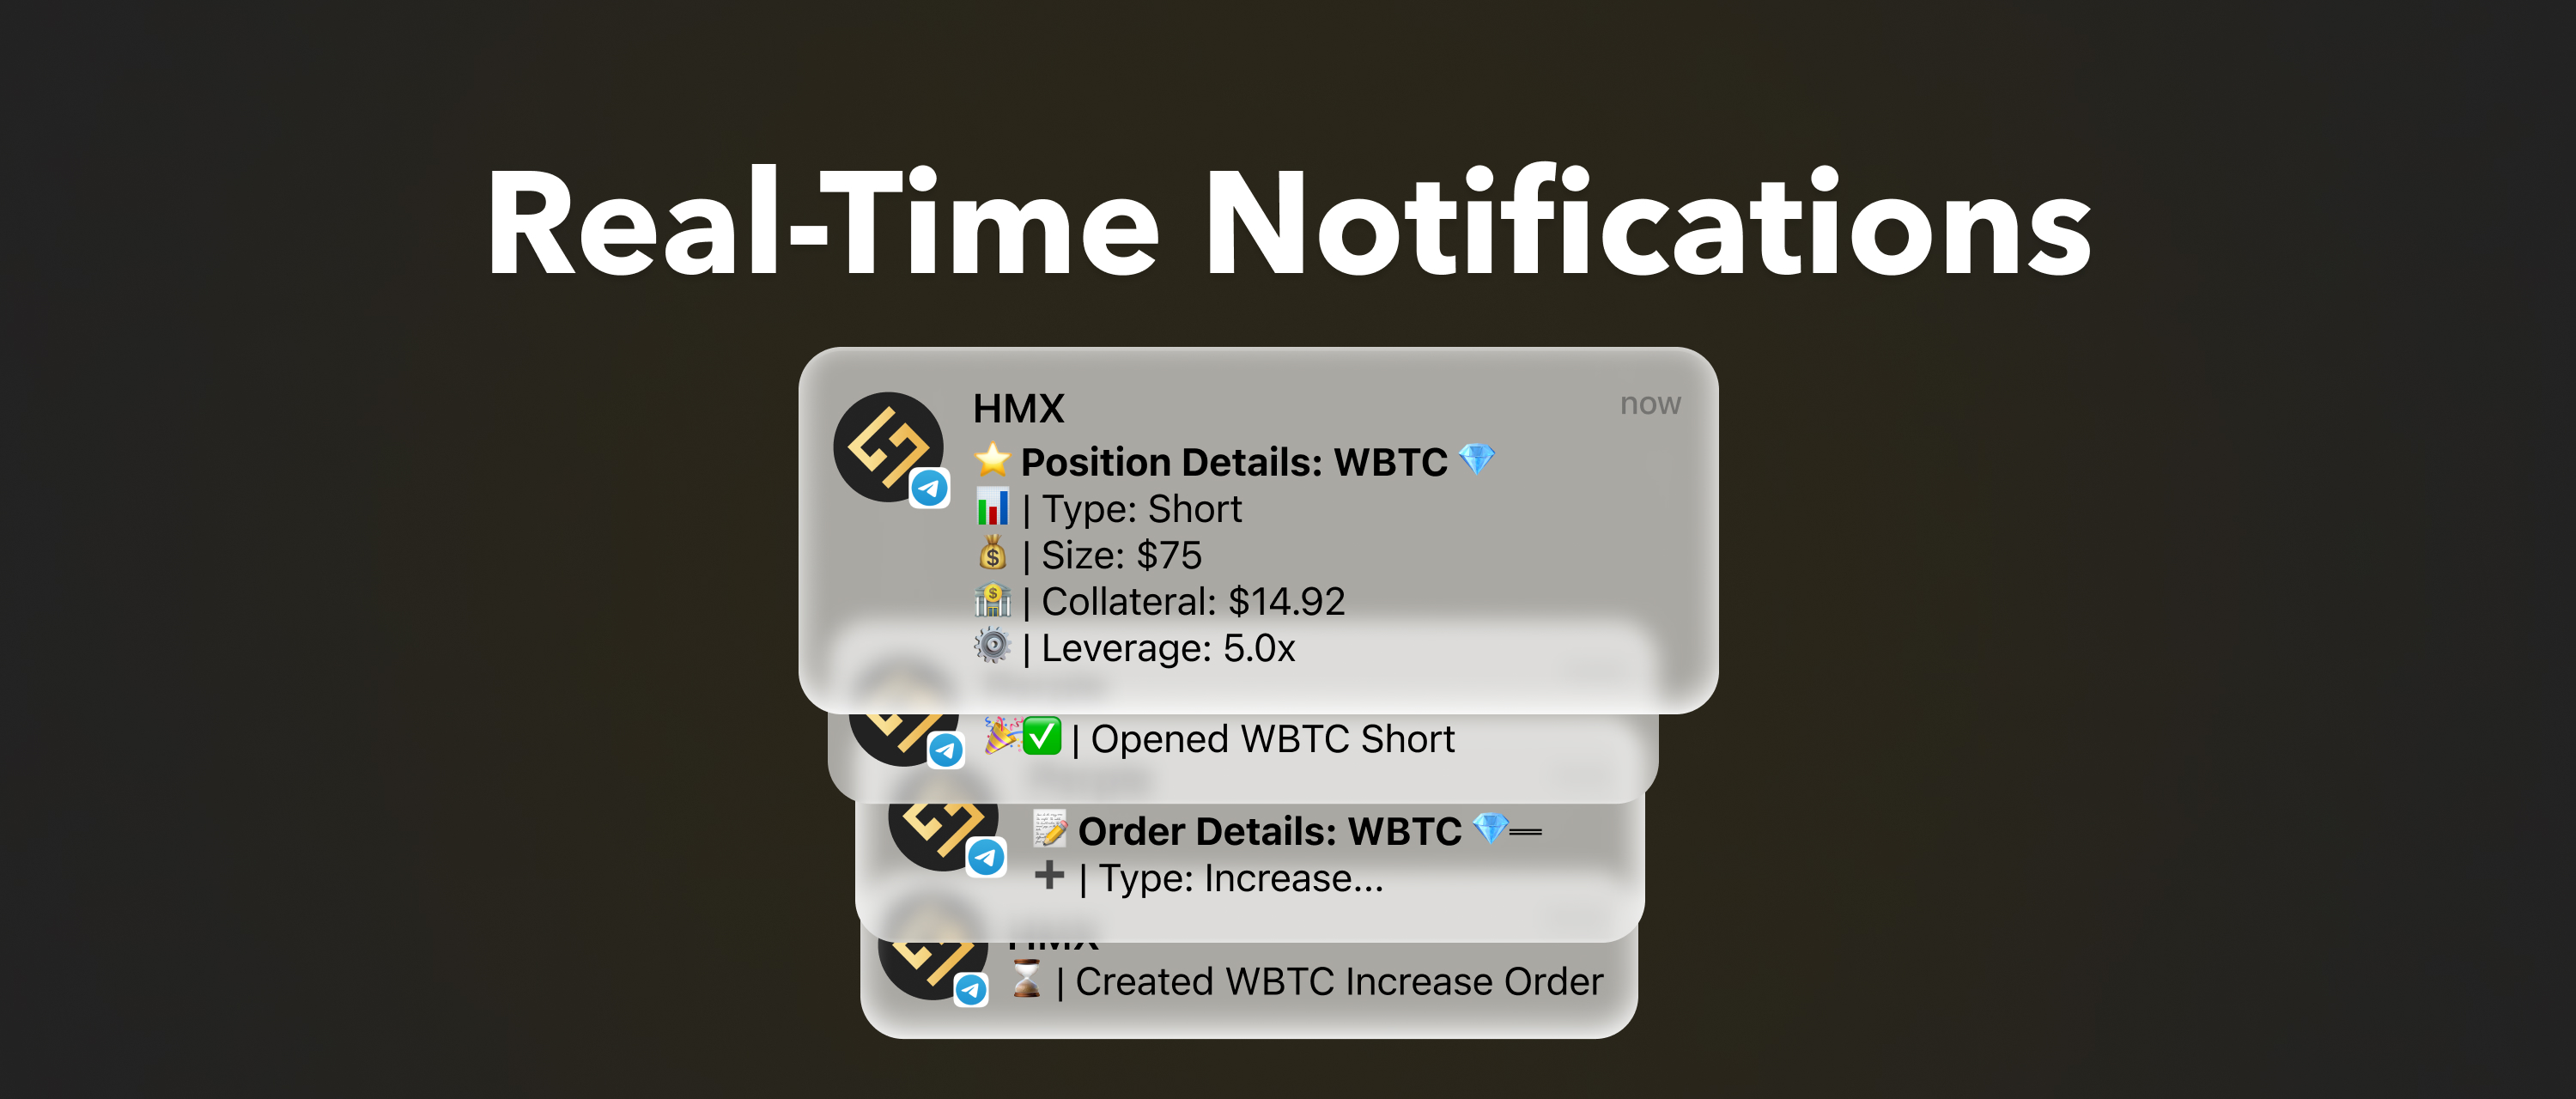 Real-Time Notifications
HMX
now
⭐ Position Details: WBTC 💎
📊 | Type: Short
💰 | Size: $75
🏦 | Collateral: $14.92
⚙️ | Leverage: 5.0x
🎉✅ | Opened WBTC Short
📝 Order Details: WBTC 💎═
➕ | Type: Increase...
HMX
⏳ | Created WBTC Increase Order